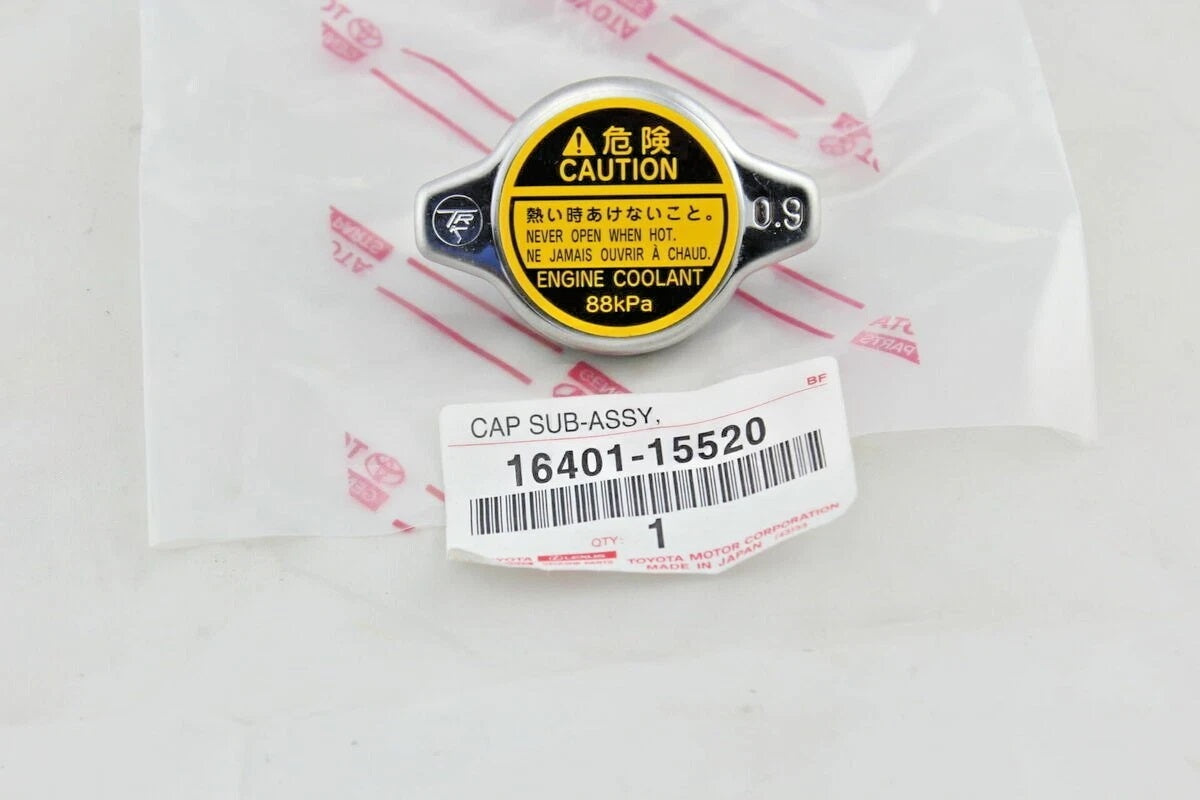 危険
CAUTION
熱い時あけないこと。
NEVER OPEN WHEN HOT.
NE JAMAIS OUVRIR À CHAUD.
ENGINE COOLANT
88kPa
0.9
BF
CAP SUB-ASSY,
16401-15520
QTY: 1
LEXUS
TOYOTA MOTOR CORPORATION
MADE IN JAPAN